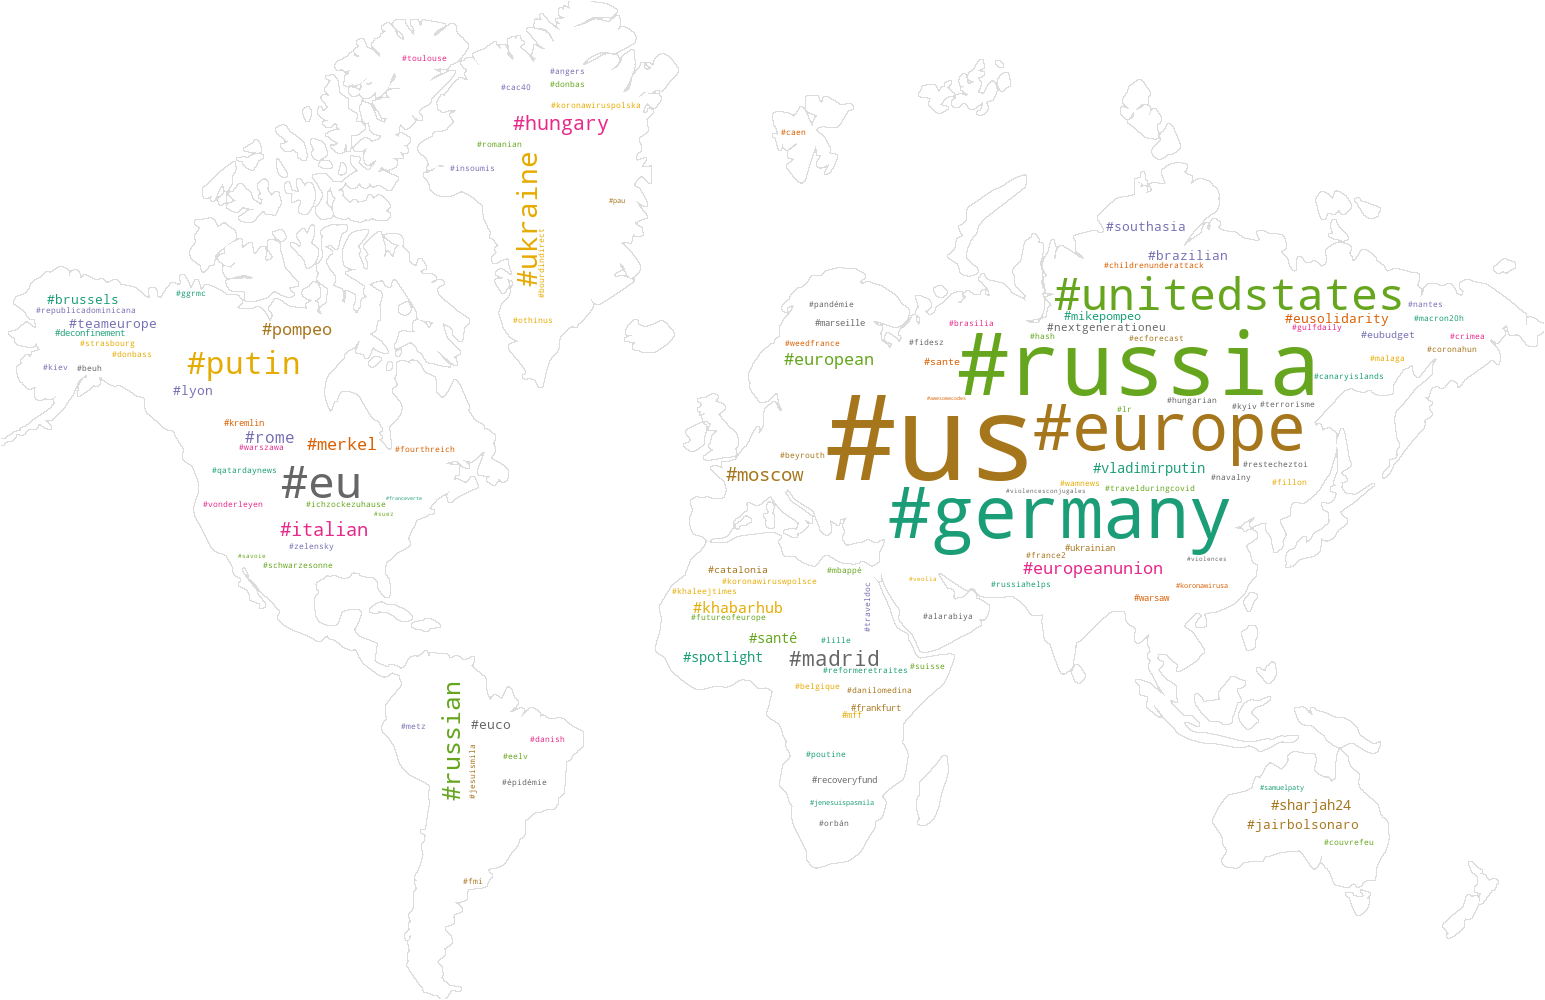 #toulouse
#angers
#cac40
#donbas
#koronawiruspolska
#hungary
#caen
#romanian
#insoumis
#ukraine
#pau
#bourdindirect
#southasia
#brazilian
#childrenunderattack
#ggrmc
#brussels
#unitedstates
#pandémie
#nantes
#republicadominicana
#mikepompeo
#eusolidarity
#macron20h
#othinus
#teameurope
#marseille
#brasilia
#nextgenerationeu
#gulfdaily
#pompeo
#deconfinement
#hash
#ecforecast
#eubudget
#crimea
#strasbourg
#weedfrance
#fidesz
#coronahun
#donbass
#european
#sante
#russia
#malaga
#putin
#kiev
#beuh
#canaryislands
#lyon
#awesomecodes
#hungarian
#terrorisme
#kyiv
#lr
#kremlin
#us
#europe
#rome
#merkel
#warszawa
#fourthreich
#beyrouth
#restecheztoi
#qatardaynews
#moscow
#vladimirputin
#navalny
#eu
#wamnews
#fillon
#travelduringcovid
#violencesconjugales
#franceverte
#vonderleyen
#ichzockezuhause
#suez
#germany
#italian
#zelensky
#ukrainian
#savoie
#france2
#violences
#schwarzesonne
#catalonia
#mbappé
#europeanunion
#koronawiruswpolsce
#veolia
#russiahelps
#koronawirusa
#khaleejtimes
#warsaw
#khabarhub
#traveldoc
#futureofeurope
#alarabiya
#santé
#lille
#spotlight
#madrid
#reformeretraites
#suisse
#belgique
#danilomedina
#frankfurt
#mff
#russian
#metz
#euco
#danish
#eelv
#poutine
#jesuismila
#épidémie
#recoveryfund
#samuelpaty
#jenesuispasmila
#sharjah24
#orbán
#jairbolsonaro
#couvrefeu
#fmi